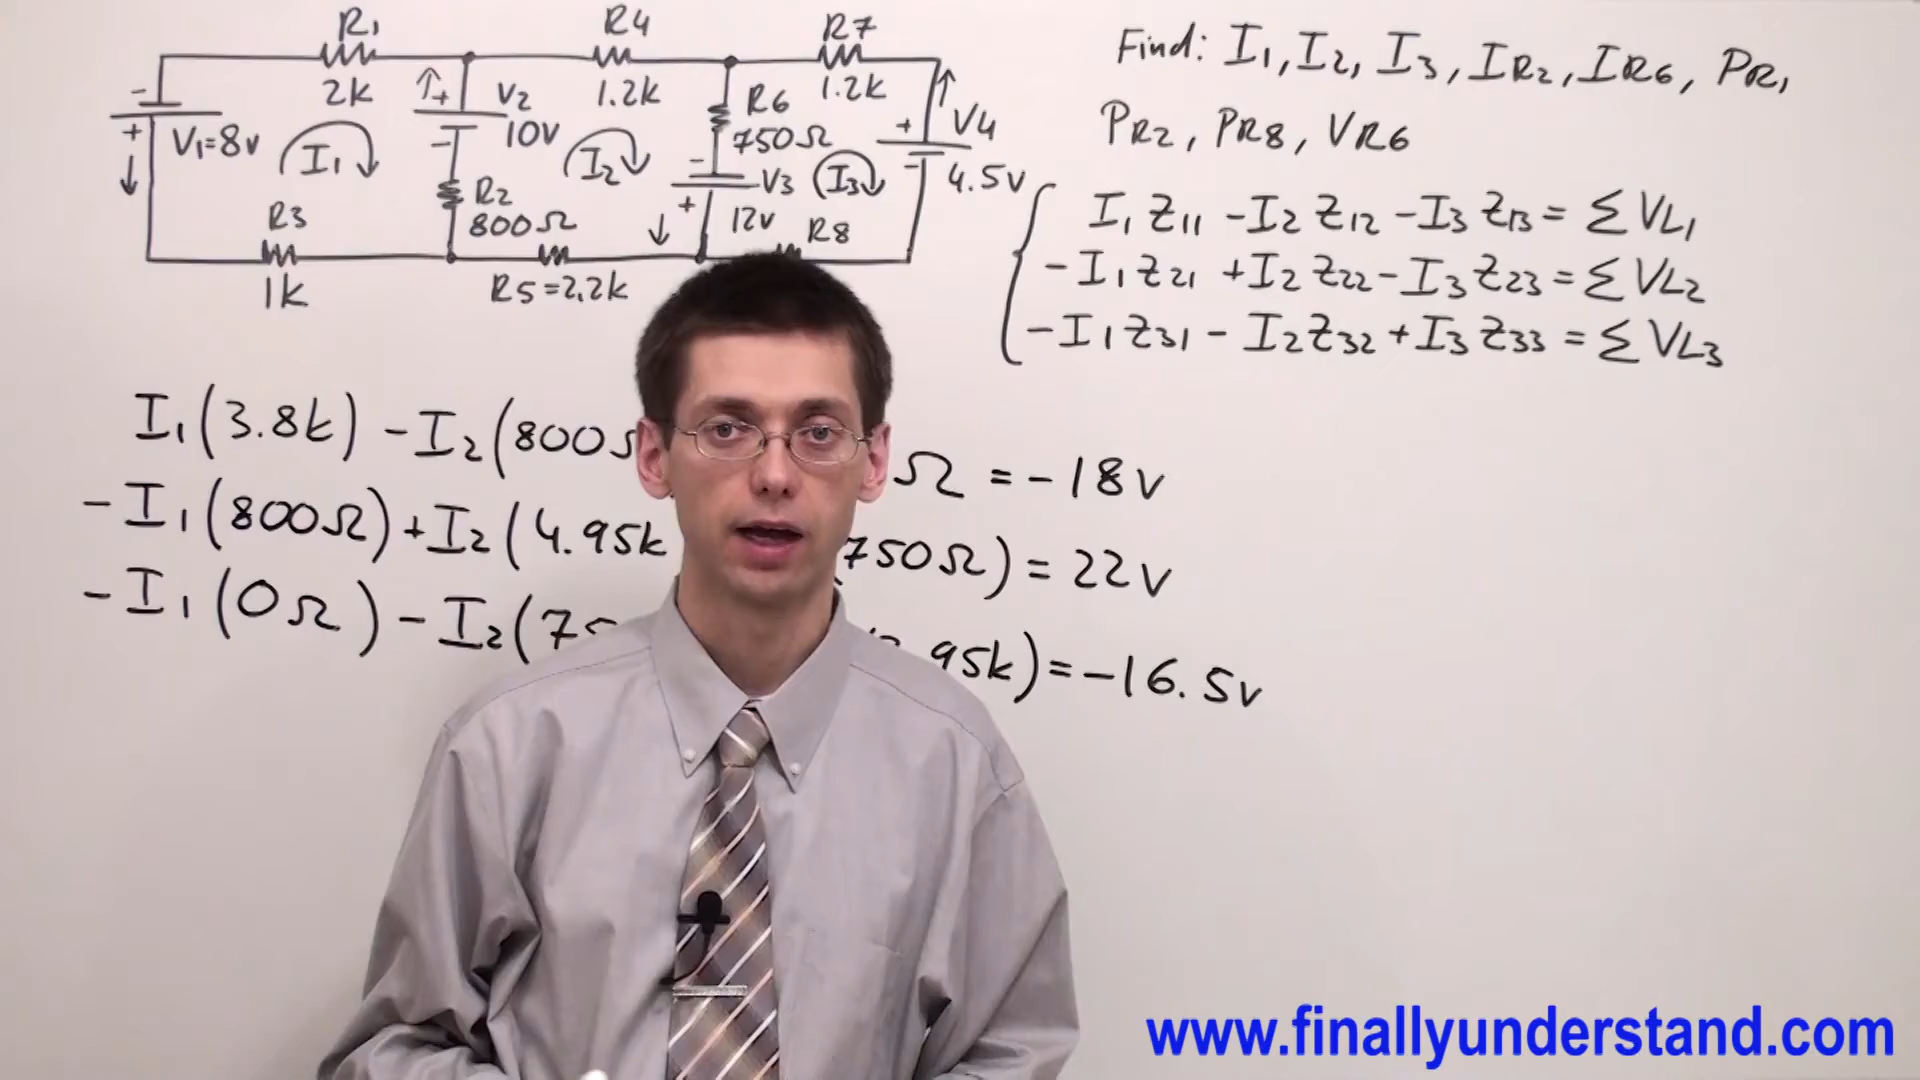 R1 R4 R7
2k 1.2k 1.2k
- + V2 10V -
R6 750Ω
+ V4 4.5V -
+ V1=8V
I1 I2 I3
R2 800Ω
- V3 12V +
R3 1k
R5=2.2k
R8
Find: I1, I2, I3, IR2, IR6, PR1
PR2, PR8, VR6
I1 Z11 - I2 Z12 - I3 Z13 = Σ VL1
- I1 Z21 + I2 Z22 - I3 Z23 = Σ VL2
- I1 Z31 - I2 Z32 + I3 Z33 = Σ VL3
I1 (3.8k) - I2 (800 Ω = -18V
- I1 (800Ω) + I2 (4.95k (750Ω) = 22V
- I1 (0Ω) - I2 (75 95k) = -16.5V
www.finallyunderstand.com